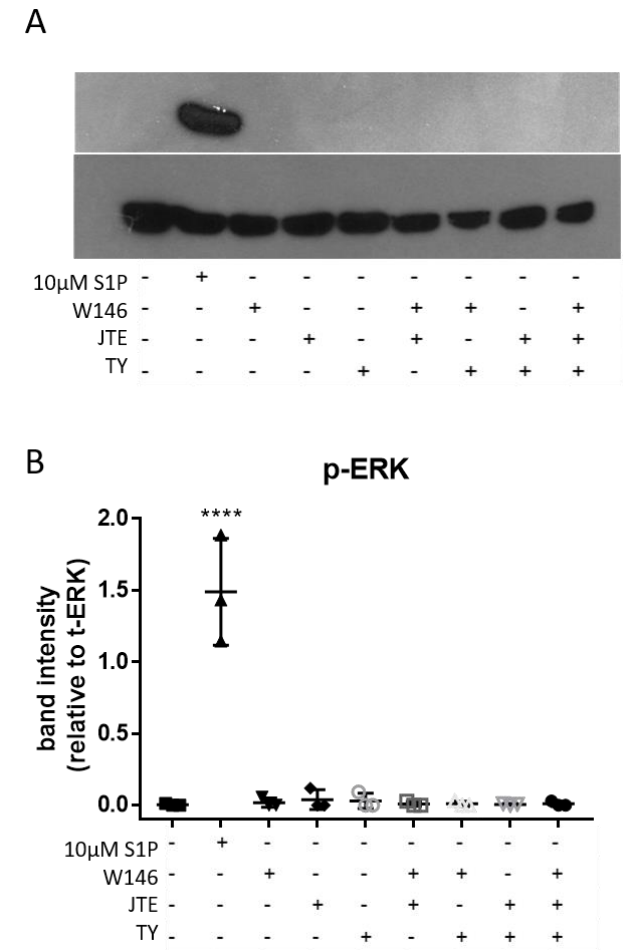 A
10µM S1P - + - - - - - - -
W146 - - + - - + + - +
JTE - - - + - + - + +
TY - - - - + - + + +
B
p-ERK
band intensity
(relative to t-ERK)
2.0
****
1.5
1.0
0.5
0.0
10µM S1P - + - - - - - - -
W146 - - + - - + + - +
JTE - - - + - + - + +
TY - - - - + - + + +